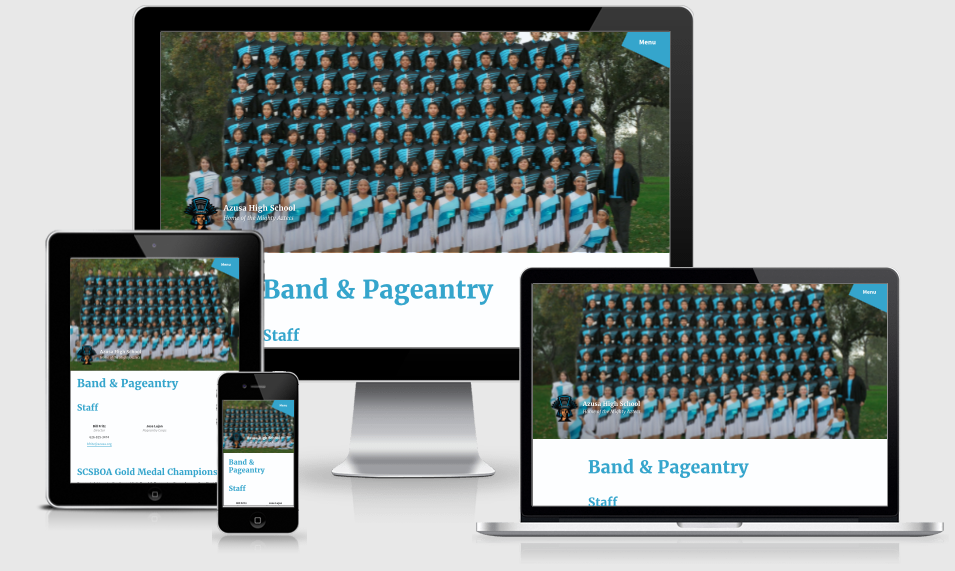 Menu
Azusa High School
Home of the Mighty Aztecs
Band & Pageantry
Staff
Menu
Azusa High School
Band & Pageantry
Staff
SCSBOA Gold Medal Champions
Menu
Band &
Pageantry
Staff
Menu
Azusa High School
Home of the Mighty Aztecs
Band & Pageantry
Staff